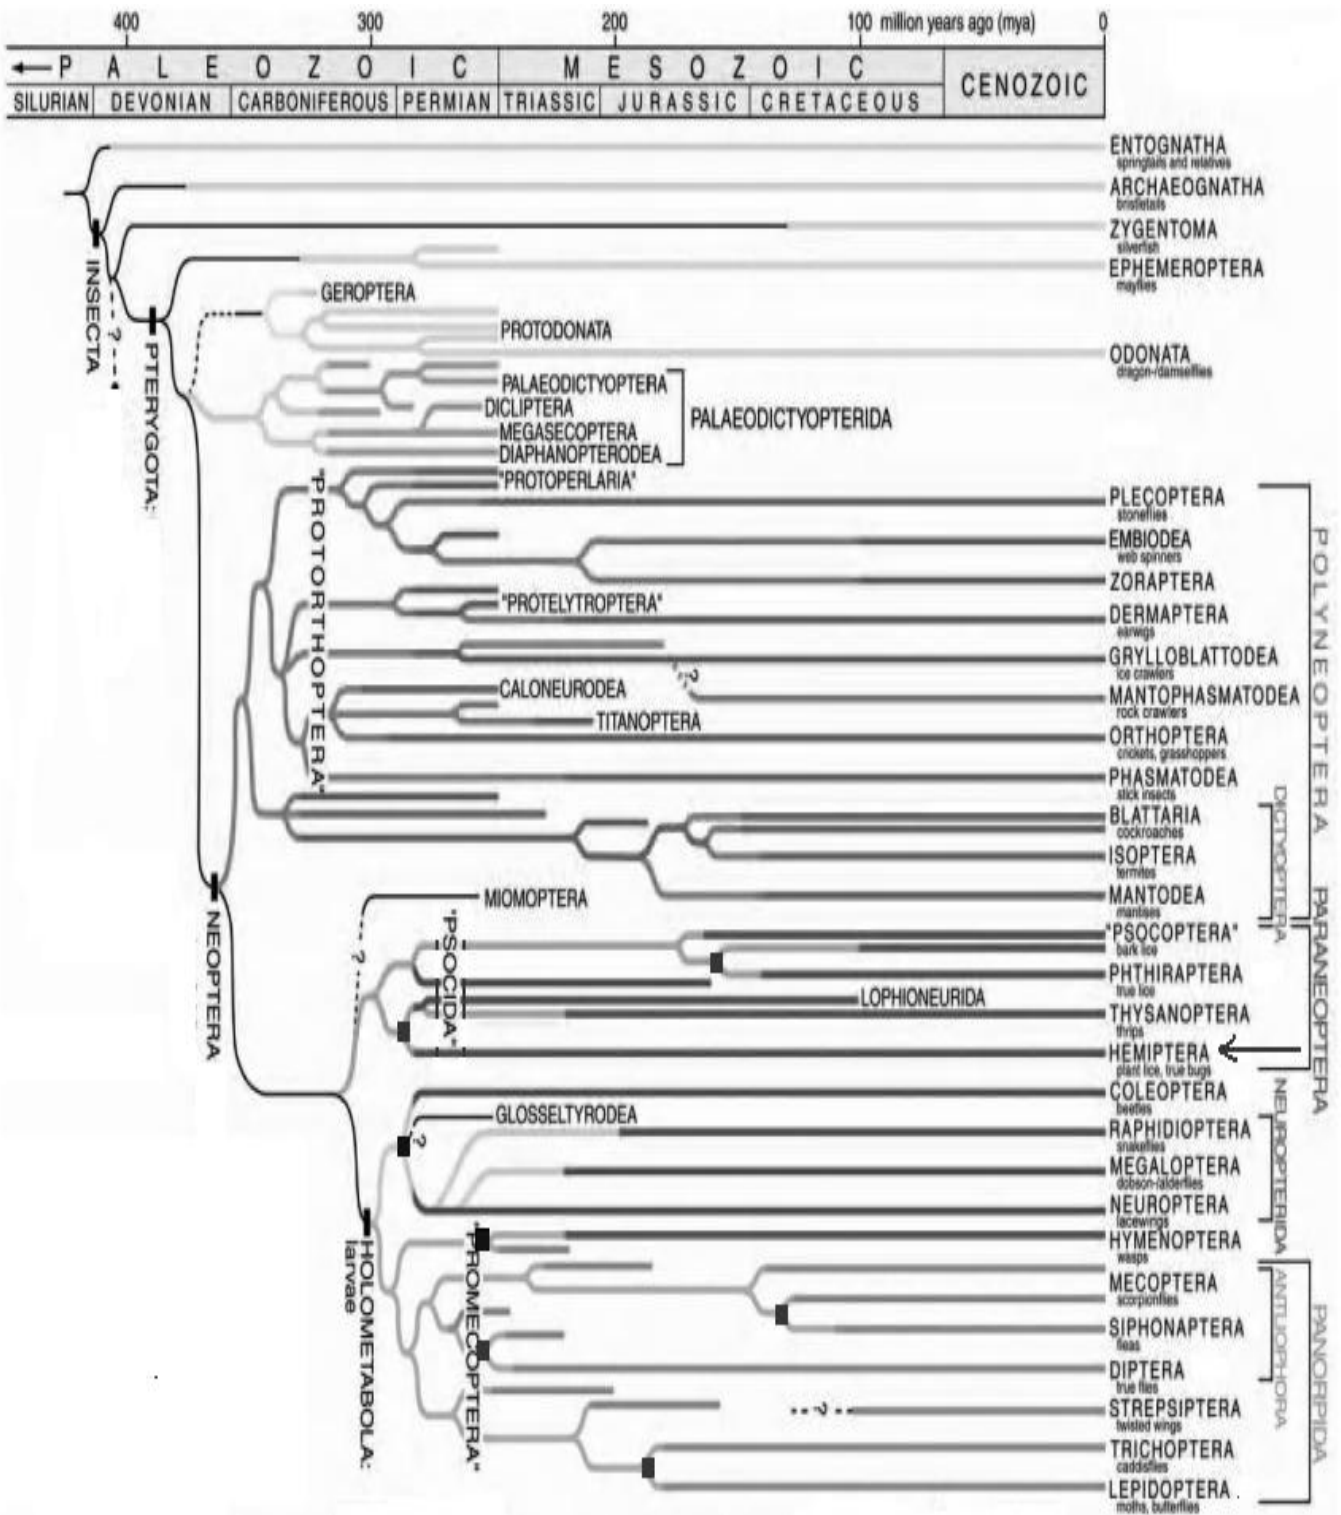 400 300 200 100 million years ago (mya) 0
PALEOZOIC MESOZOIC CENOZOIC
SILURIAN DEVONIAN CARBONIFEROUS PERMIAN TRIASSIC JURASSIC CRETACEOUS
ENTOGNATHA
springtails and relatives
ARCHAEOGNATHA
bristletails
ZYGENTOMA
silverfish
EPHEMEROPTERA
mayflies
GEROPTERA
PROTODONATA
ODONATA
dragon-/damselflies
INSECTA
?
PTERYGOTA:
PALAEODICTYOPTERA
DICLIPTERA
PALAEODICTYOPTERIDA
MEGASECOPTERA
DIAPHANOPTERODEA
"PROTOPERLARIA"
"PROTORTHOPTERA"
PLECOPTERA
stoneflies
EMBIODEA
web spinners
ZORAPTERA
"PROTELYTROPTERA"
DERMAPTERA
earwigs
GRYLLOBLATTODEA
ice crawlers
?
CALONEURODEA
MANTOPHASMATODEA
rock crawlers
TITANOPTERA
ORTHOPTERA
crickets, grasshoppers
PHASMATODEA
stick insects
POLYNEOPTERA
BLATTARIA
cockroaches
ISOPTERA
termites
MANTODEA
mantises
DICTYOPTERA
NEOPTERA
MIOMOPTERA
?
"PSOCIDA"
"PSOCOPTERA"
bark lice
PHTHIRAPTERA
true lice
LOPHIONEURIDA
THYSANOPTERA
thrips
HEMIPTERA
plant lice, true bugs
PARANEOPTERA
COLEOPTERA
beetles
GLOSSELTYRODEA
?
RAPHIDIOPTERA
snakeflies
MEGALOPTERA
dobson-/alderflies
NEUROPTERA
lacewings
NEUROPTERIDA
HOLOMETABOLA:
larvae
"PROMECOPTERA"
HYMENOPTERA
wasps
MECOPTERA
scorpionflies
SIPHONAPTERA
fleas
DIPTERA
true flies
ANTLIOPHORA
?
STREPSIPTERA
twisted wings
TRICHOPTERA
caddisflies
LEPIDOPTERA
moths, butterflies
PANORPIDA